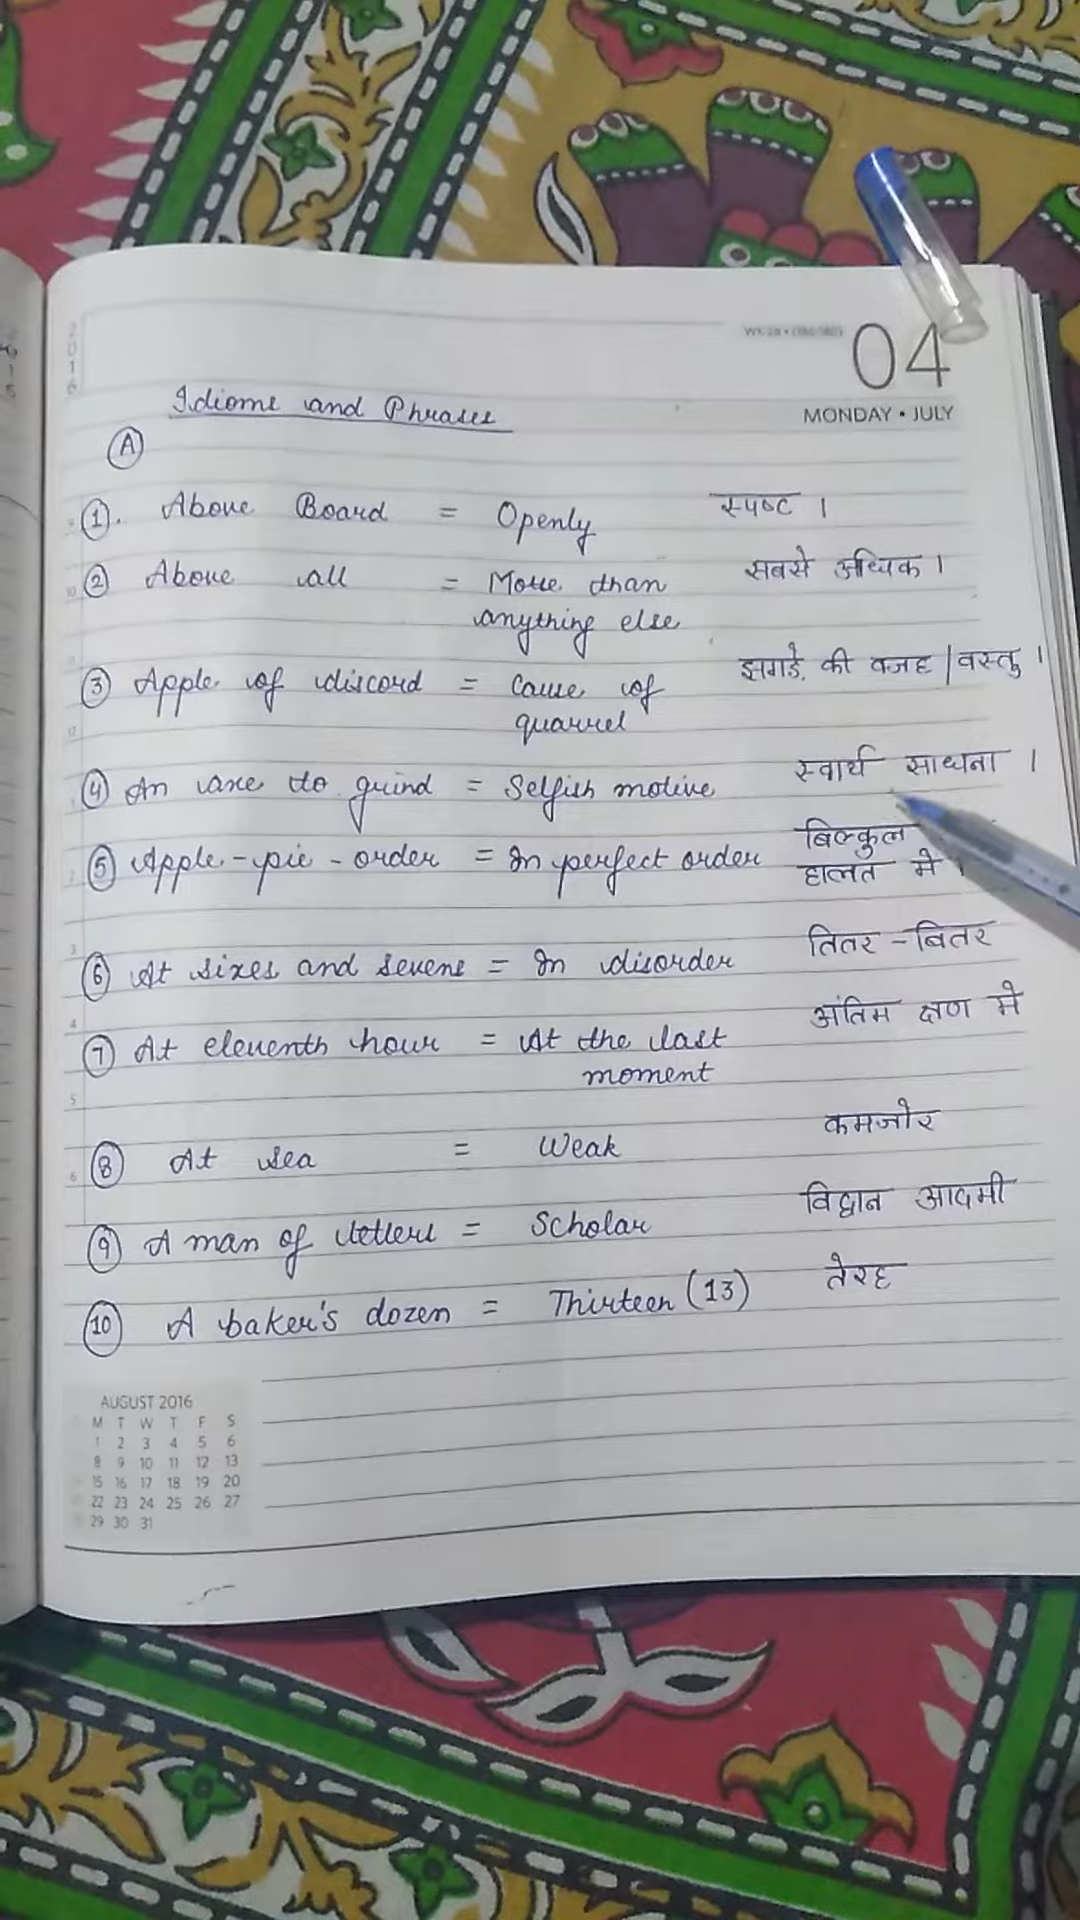 2016
04
MONDAY • JULY
Idioms and Phrases
A
1. Above Board = Openly स्पष्ट ।
2 Above all = More than सबसे अधिक ।
anything else
3 Apple of discord = Cause of झगड़े की वजह / वस्तु ।
quarrel
4 An axe to grind = Selfish motive स्वार्थ साधना ।
5 Apple-pie-order = In perfect order बिल्कुल
हालत मे
6 At sixes and sevens = In disorder तितर-बितर
7 At eleventh hour = At the last अंतिम क्षण मे
moment
8 At sea = Weak कमजोर
9 A man of letters = Scholar विद्वान आदमी
10 A baker's dozen = Thirteen (13) तेरह
AUGUST 2016
M T W T F S
1 2 3 4 5 6
8 9 10 11 12 13
15 16 17 18 19 20
22 23 24 25 26 27
29 30 31